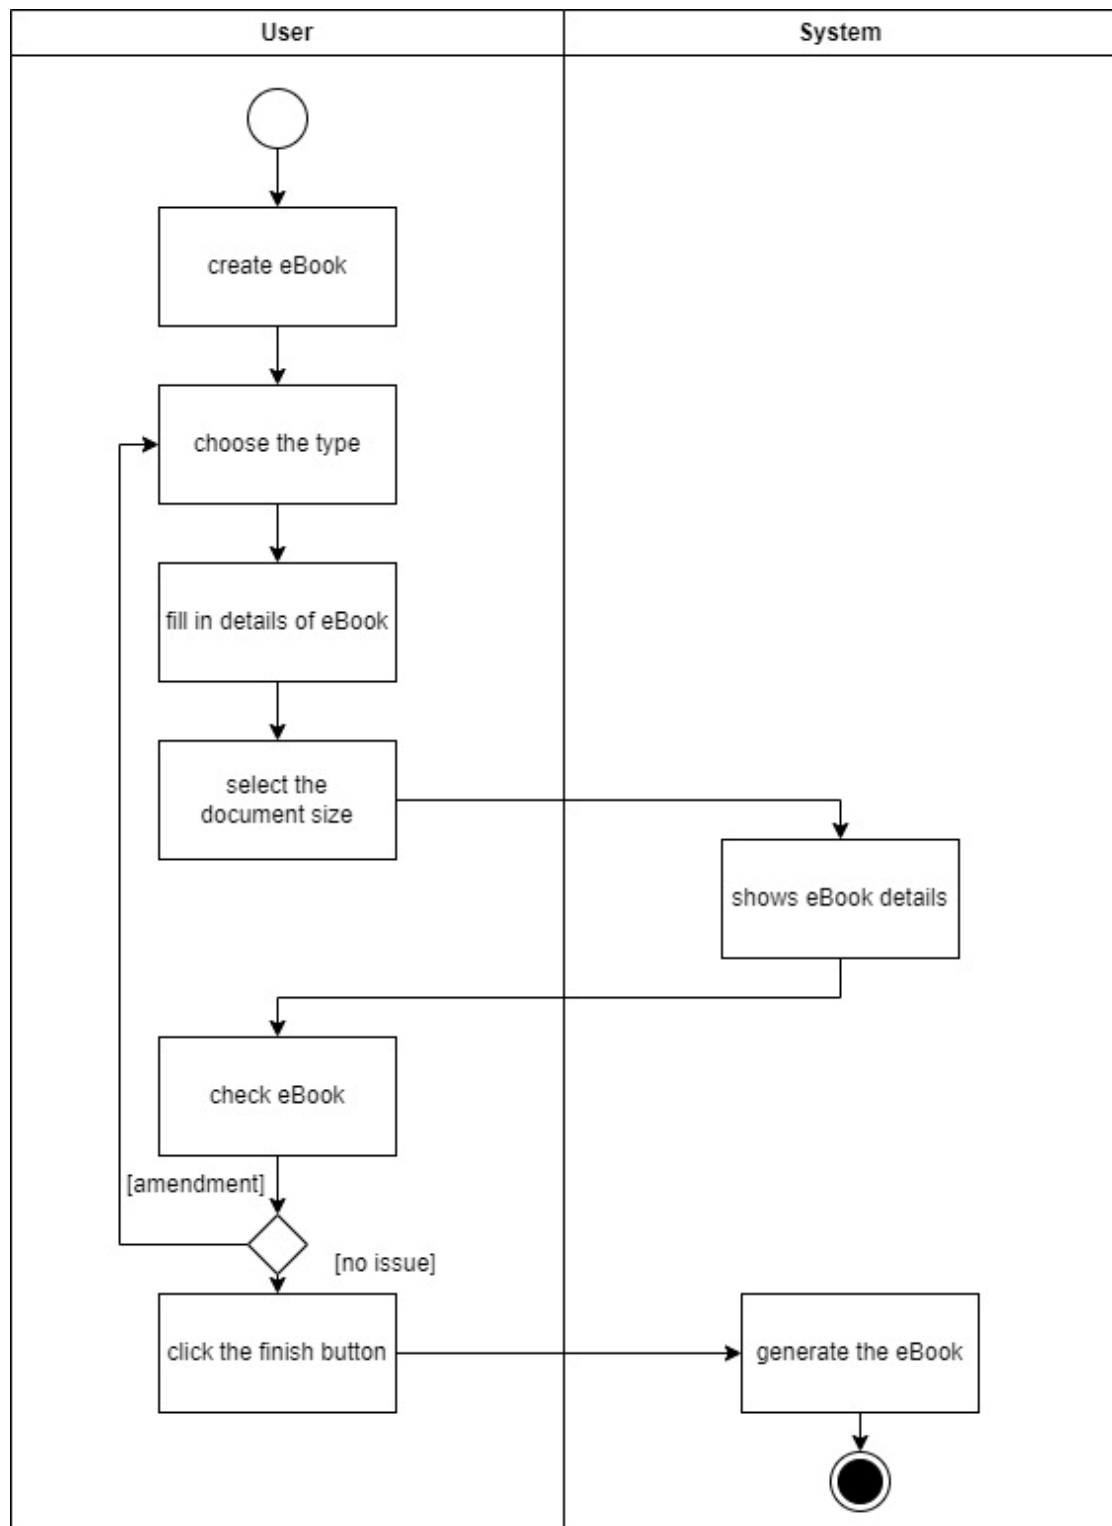 User
System
create eBook
choose the type
fill in details of eBook
select the
document size
shows eBook details
check eBook
[amendment]
[no issue]
click the finish button
generate the eBook